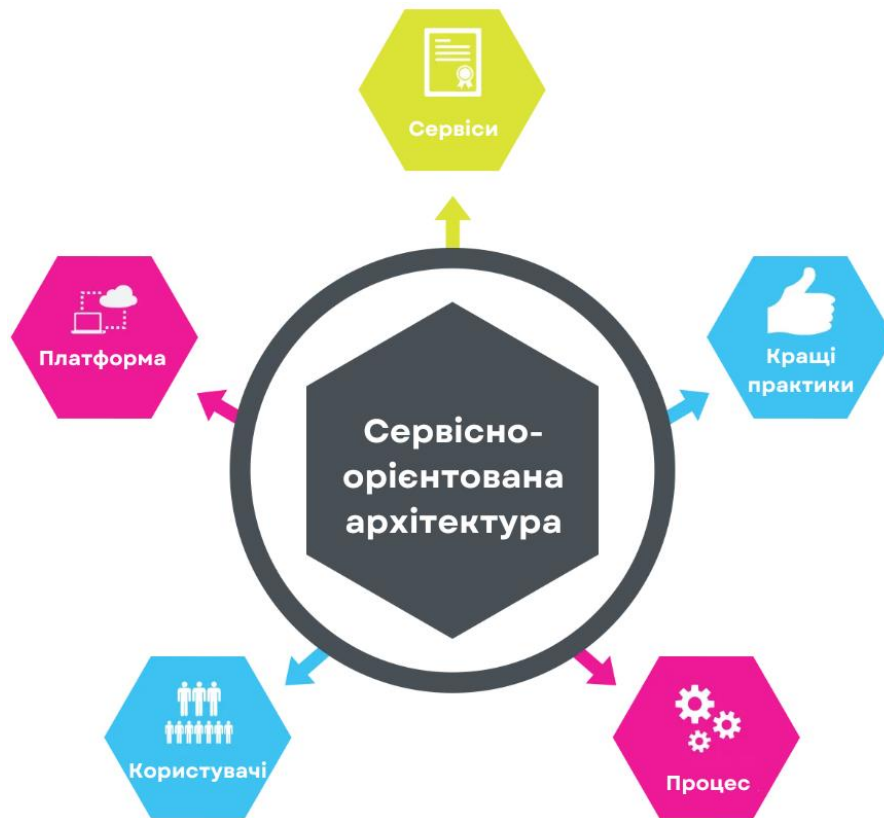 Сервіси
Платформа
Кращі
практики
Сервісно-
орієнтована
архітектура
Користувачі
Процес